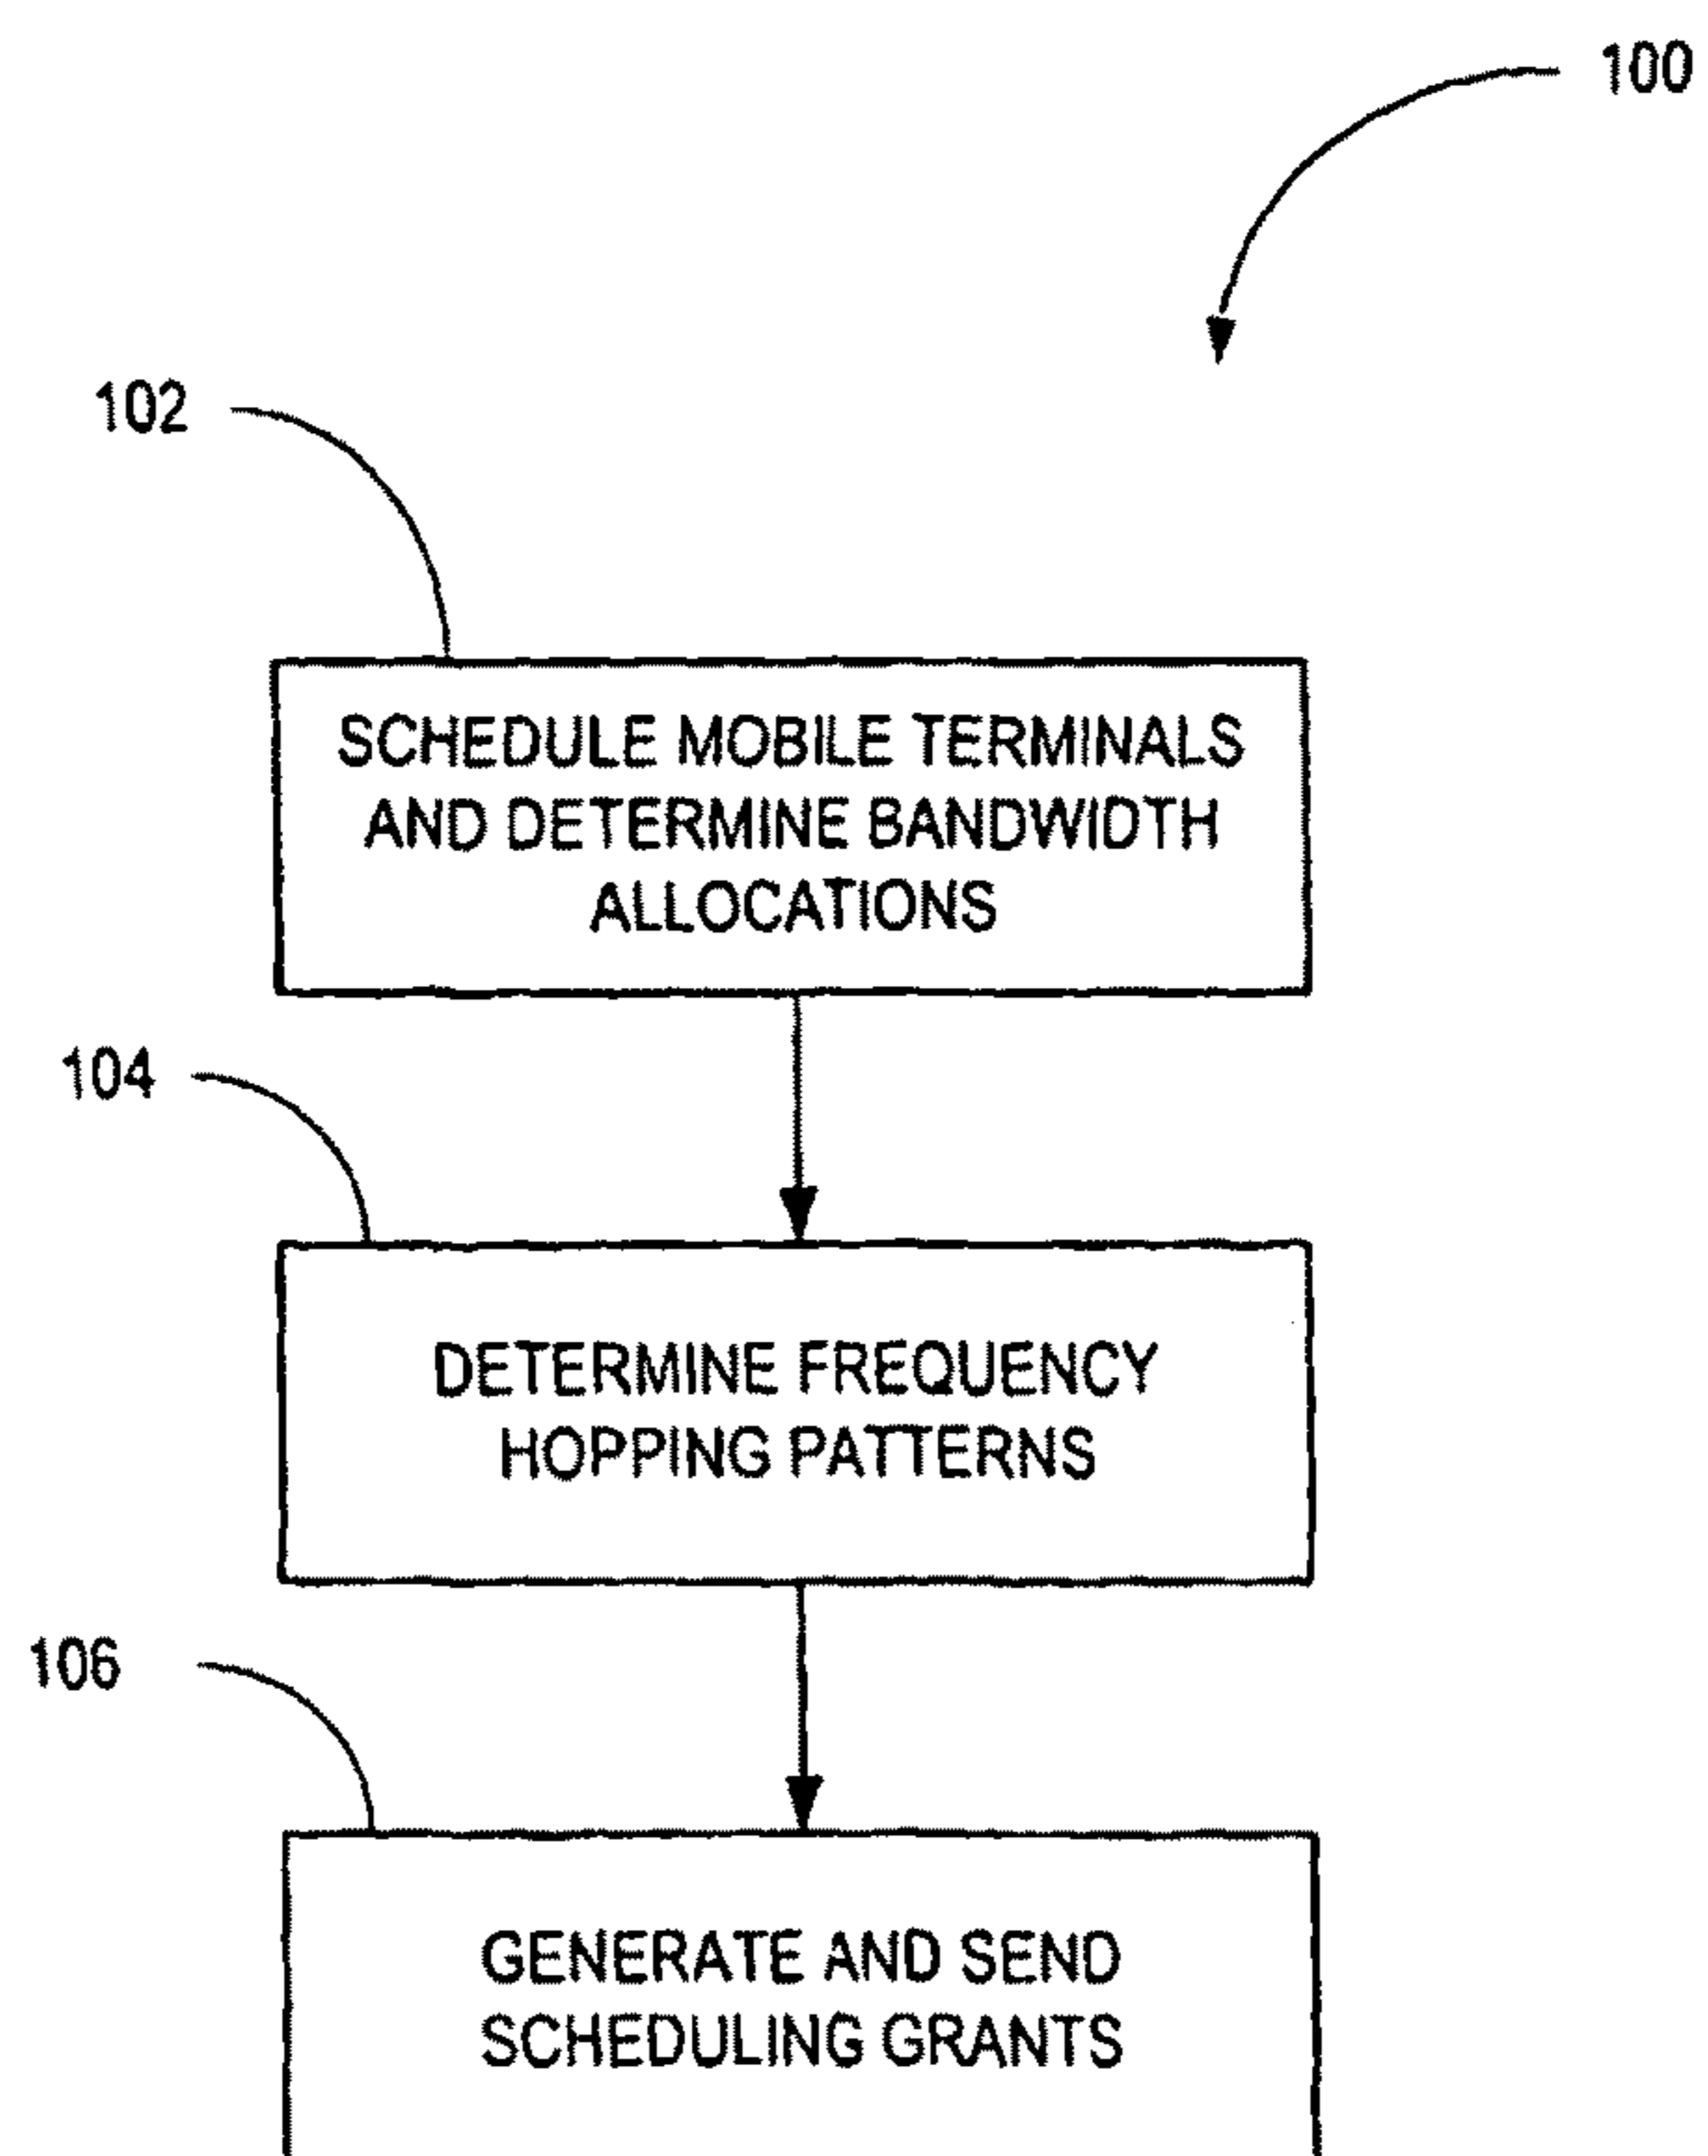 100
102
SCHEDULE MOBILE TERMINALS
AND DETERMINE BANDWIDTH
ALLOCATIONS
104
DETERMINE FREQUENCY
HOPPING PATTERNS
106
GENERATE AND SEND
SCHEDULING GRANTS